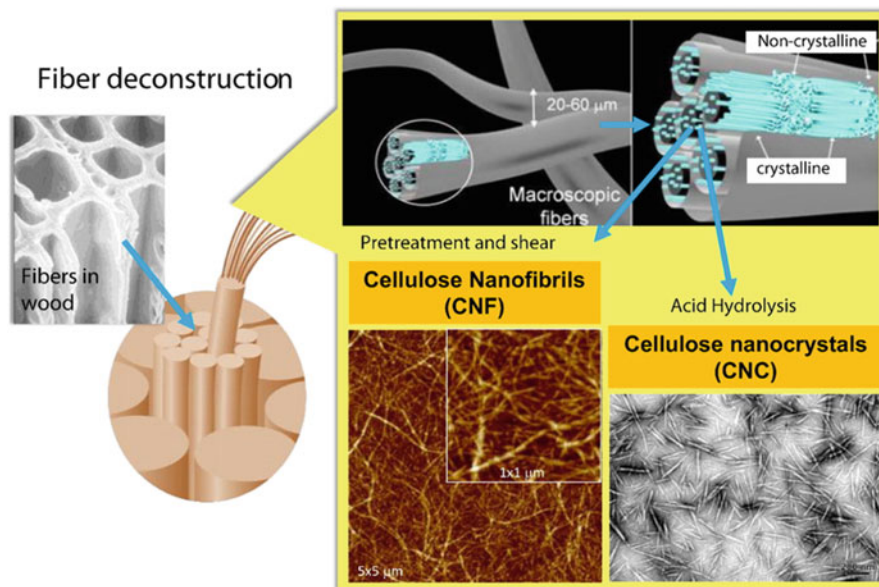 Fiber deconstruction
Fibers in
wood
20-60 μm
Macroscopic
fibers
Non-crystalline
crystalline
Pretreatment and shear
Cellulose Nanofibrils
(CNF)
1x1 μm
5x5 μm
Acid Hydrolysis
Cellulose nanocrystals
(CNC)